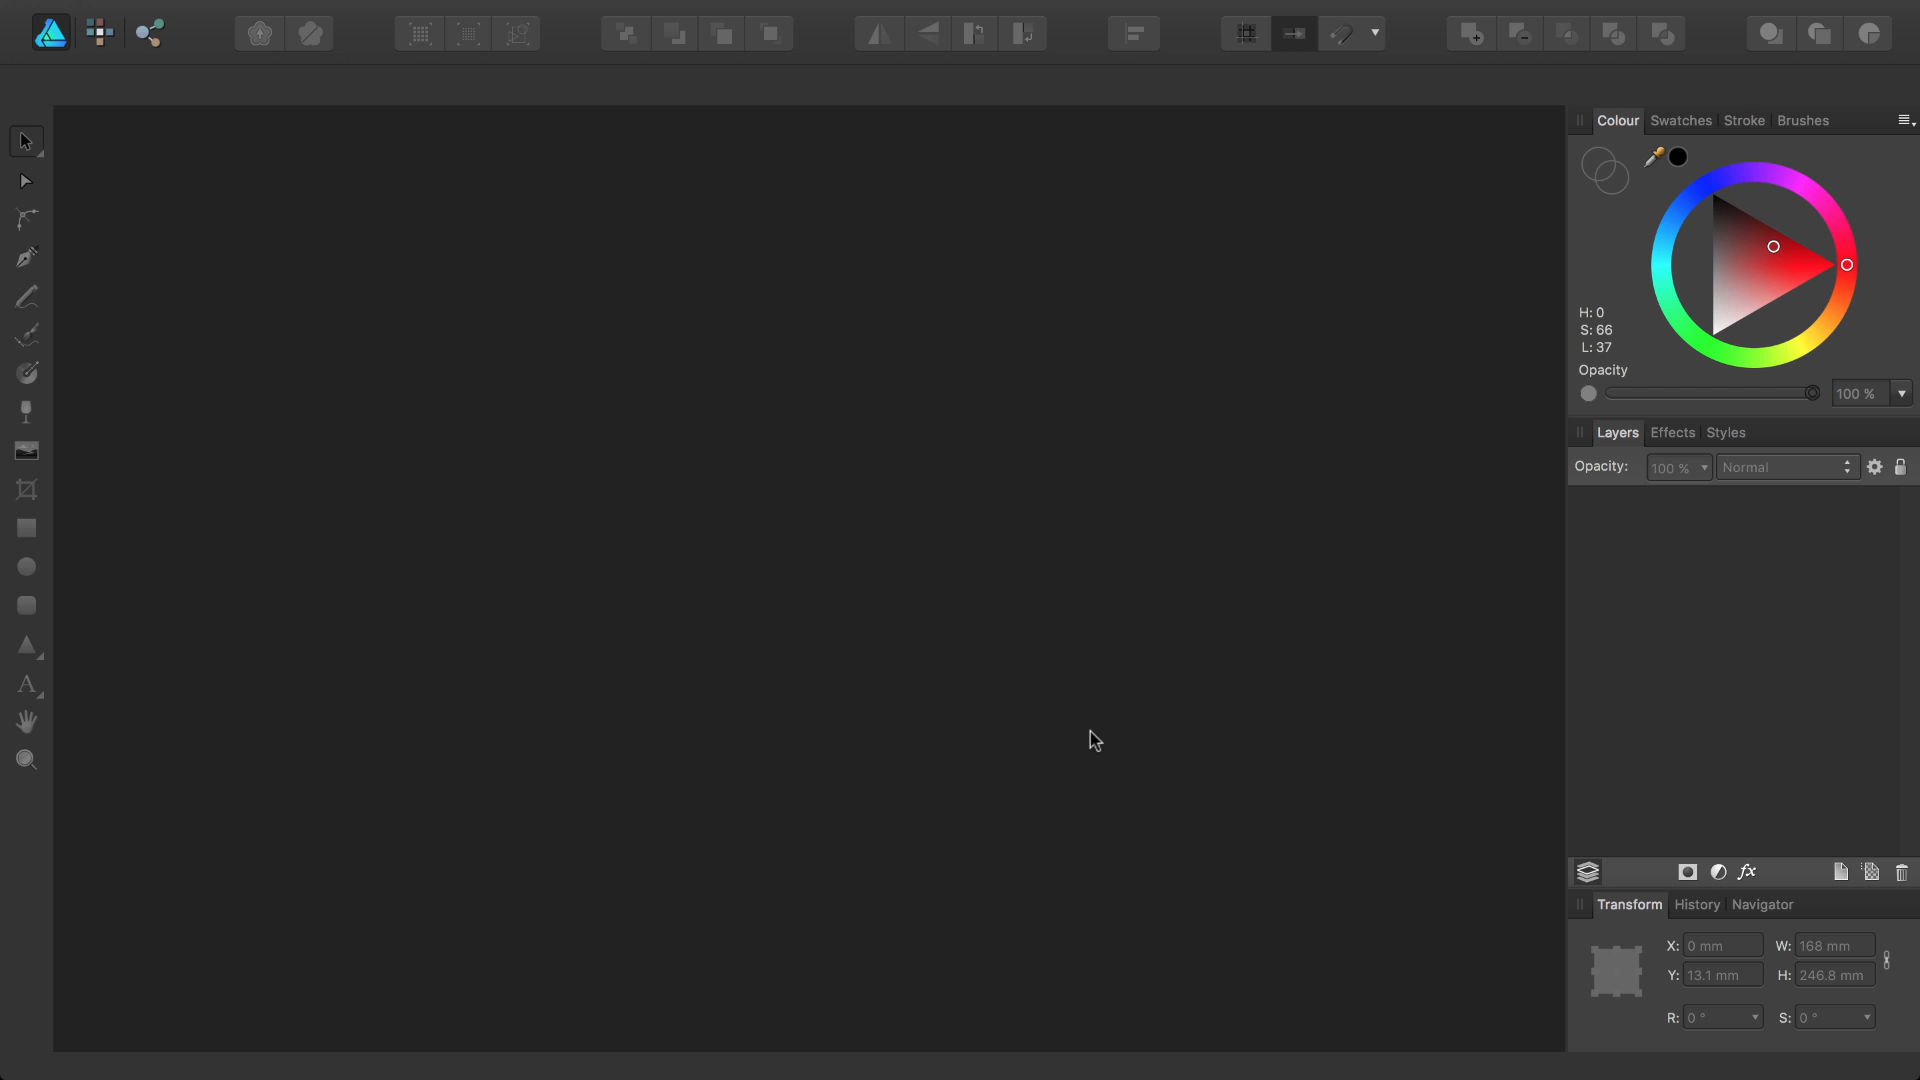 Colour Swatches Stroke Brushes
H: 0
S: 66
L: 37
Opacity
100 %
Layers Effects Styles
Opacity: 100 % Normal
fx
Transform History Navigator
X: 0 mm W: 168 mm
Y: 13.1 mm H: 246.8 mm
R: 0 ° S: 0 °
A